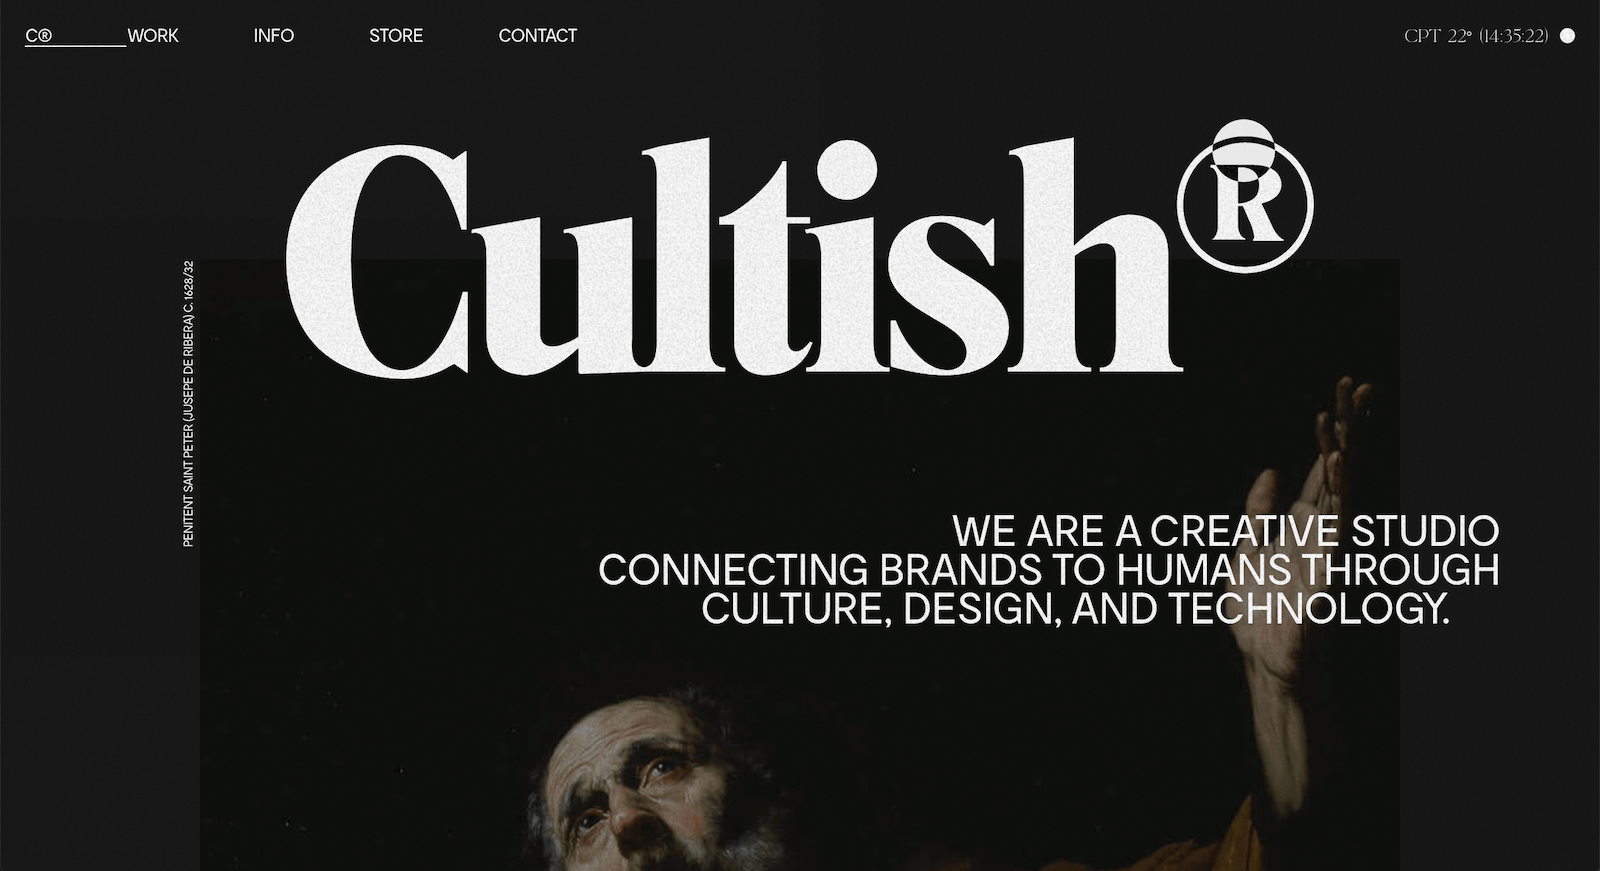 C® WORK INFO STORE CONTACT CPT 22° (14:35:22)
Cultish®
PENITENT SAINT PETER (JUSEPE DE RIBERA) C. 1628/32
WE ARE A CREATIVE STUDIO
CONNECTING BRANDS TO HUMANS THROUGH
CULTURE, DESIGN, AND TECHNOLOGY.